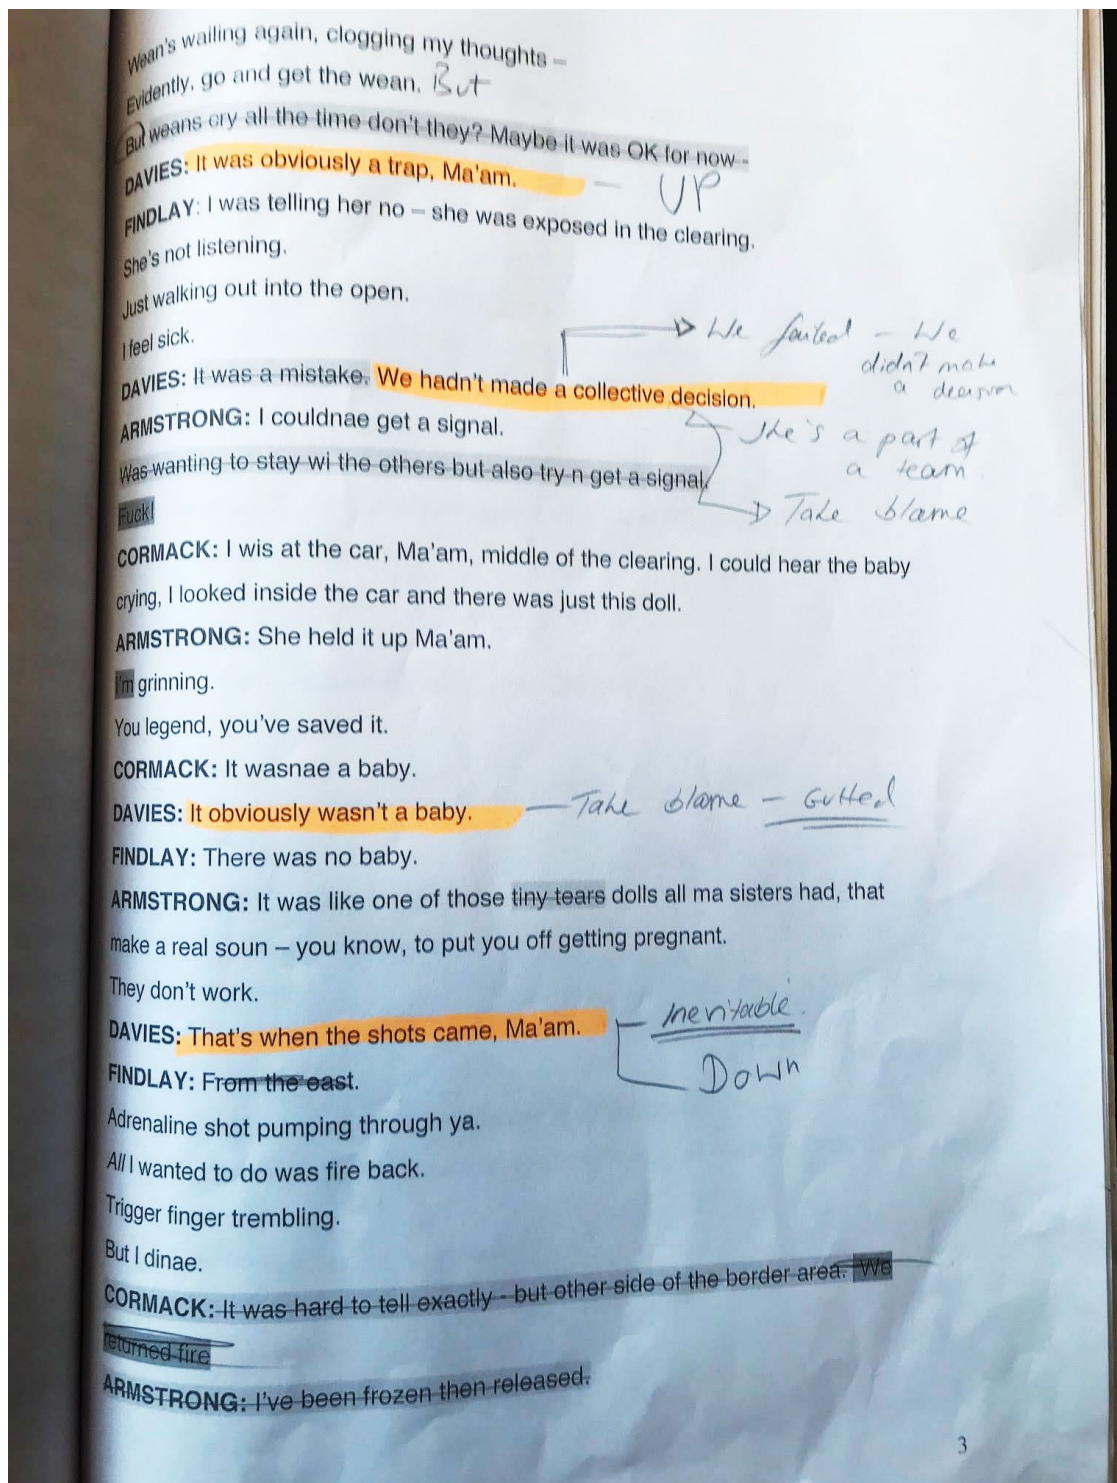 Wean's wailing again, clogging my thoughts –
Evidently, go and get the wean. But
But weans cry all the time don't they? Maybe it was OK for now -
DAVIES: It was obviously a trap, Ma'am. — UP
FINDLAY: I was telling her no – she was exposed in the clearing.
She's not listening.
Just walking out into the open.
I feel sick.
We failed - We
didn't make
a decision
DAVIES: It was a mistake. We hadn't made a collective decision.
ARMSTRONG: I couldnae get a signal.
She's a part of
a team.
Was wanting to stay wi the others but also try n get a signal.
Take blame
Fuck!
CORMACK: I wis at the car, Ma'am, middle of the clearing. I could hear the baby
crying, I looked inside the car and there was just this doll.
ARMSTRONG: She held it up Ma'am.
I'm grinning.
You legend, you've saved it.
CORMACK: It wasnae a baby.
DAVIES: It obviously wasn't a baby. — Take blame - Gutted
FINDLAY: There was no baby.
ARMSTRONG: It was like one of those tiny tears dolls all ma sisters had, that
make a real soun – you know, to put you off getting pregnant.
They don't work.
DAVIES: That's when the shots came, Ma'am. Inevitable.
Down
FINDLAY: From the east.
Adrenaline shot pumping through ya.
All I wanted to do was fire back.
Trigger finger trembling.
But I dinae.
CORMACK: It was hard to tell exactly - but other side of the border area. We
returned fire
ARMSTRONG: I've been frozen then released.
3